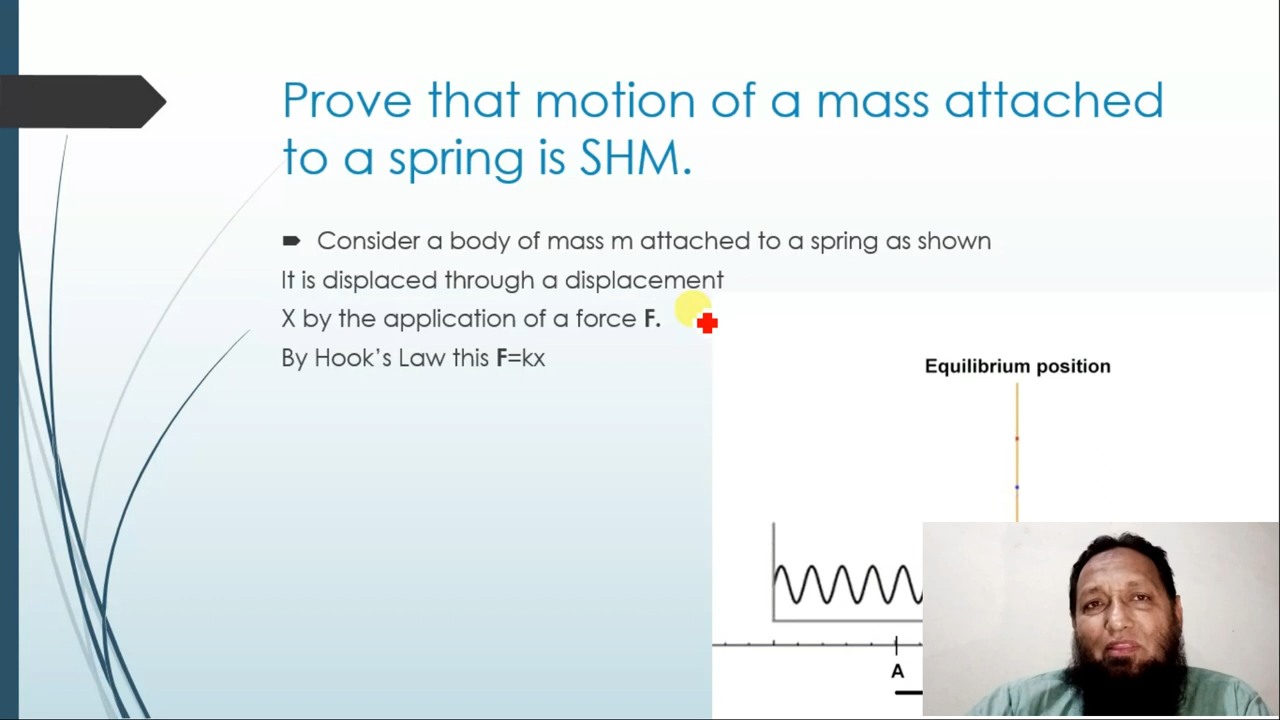 Prove that motion of a mass attached
to a spring is SHM.
Consider a body of mass m attached to a spring as shown
It is displaced through a displacement
X by the application of a force F.
By Hook’s Law this F=kx
Equilibrium position
A